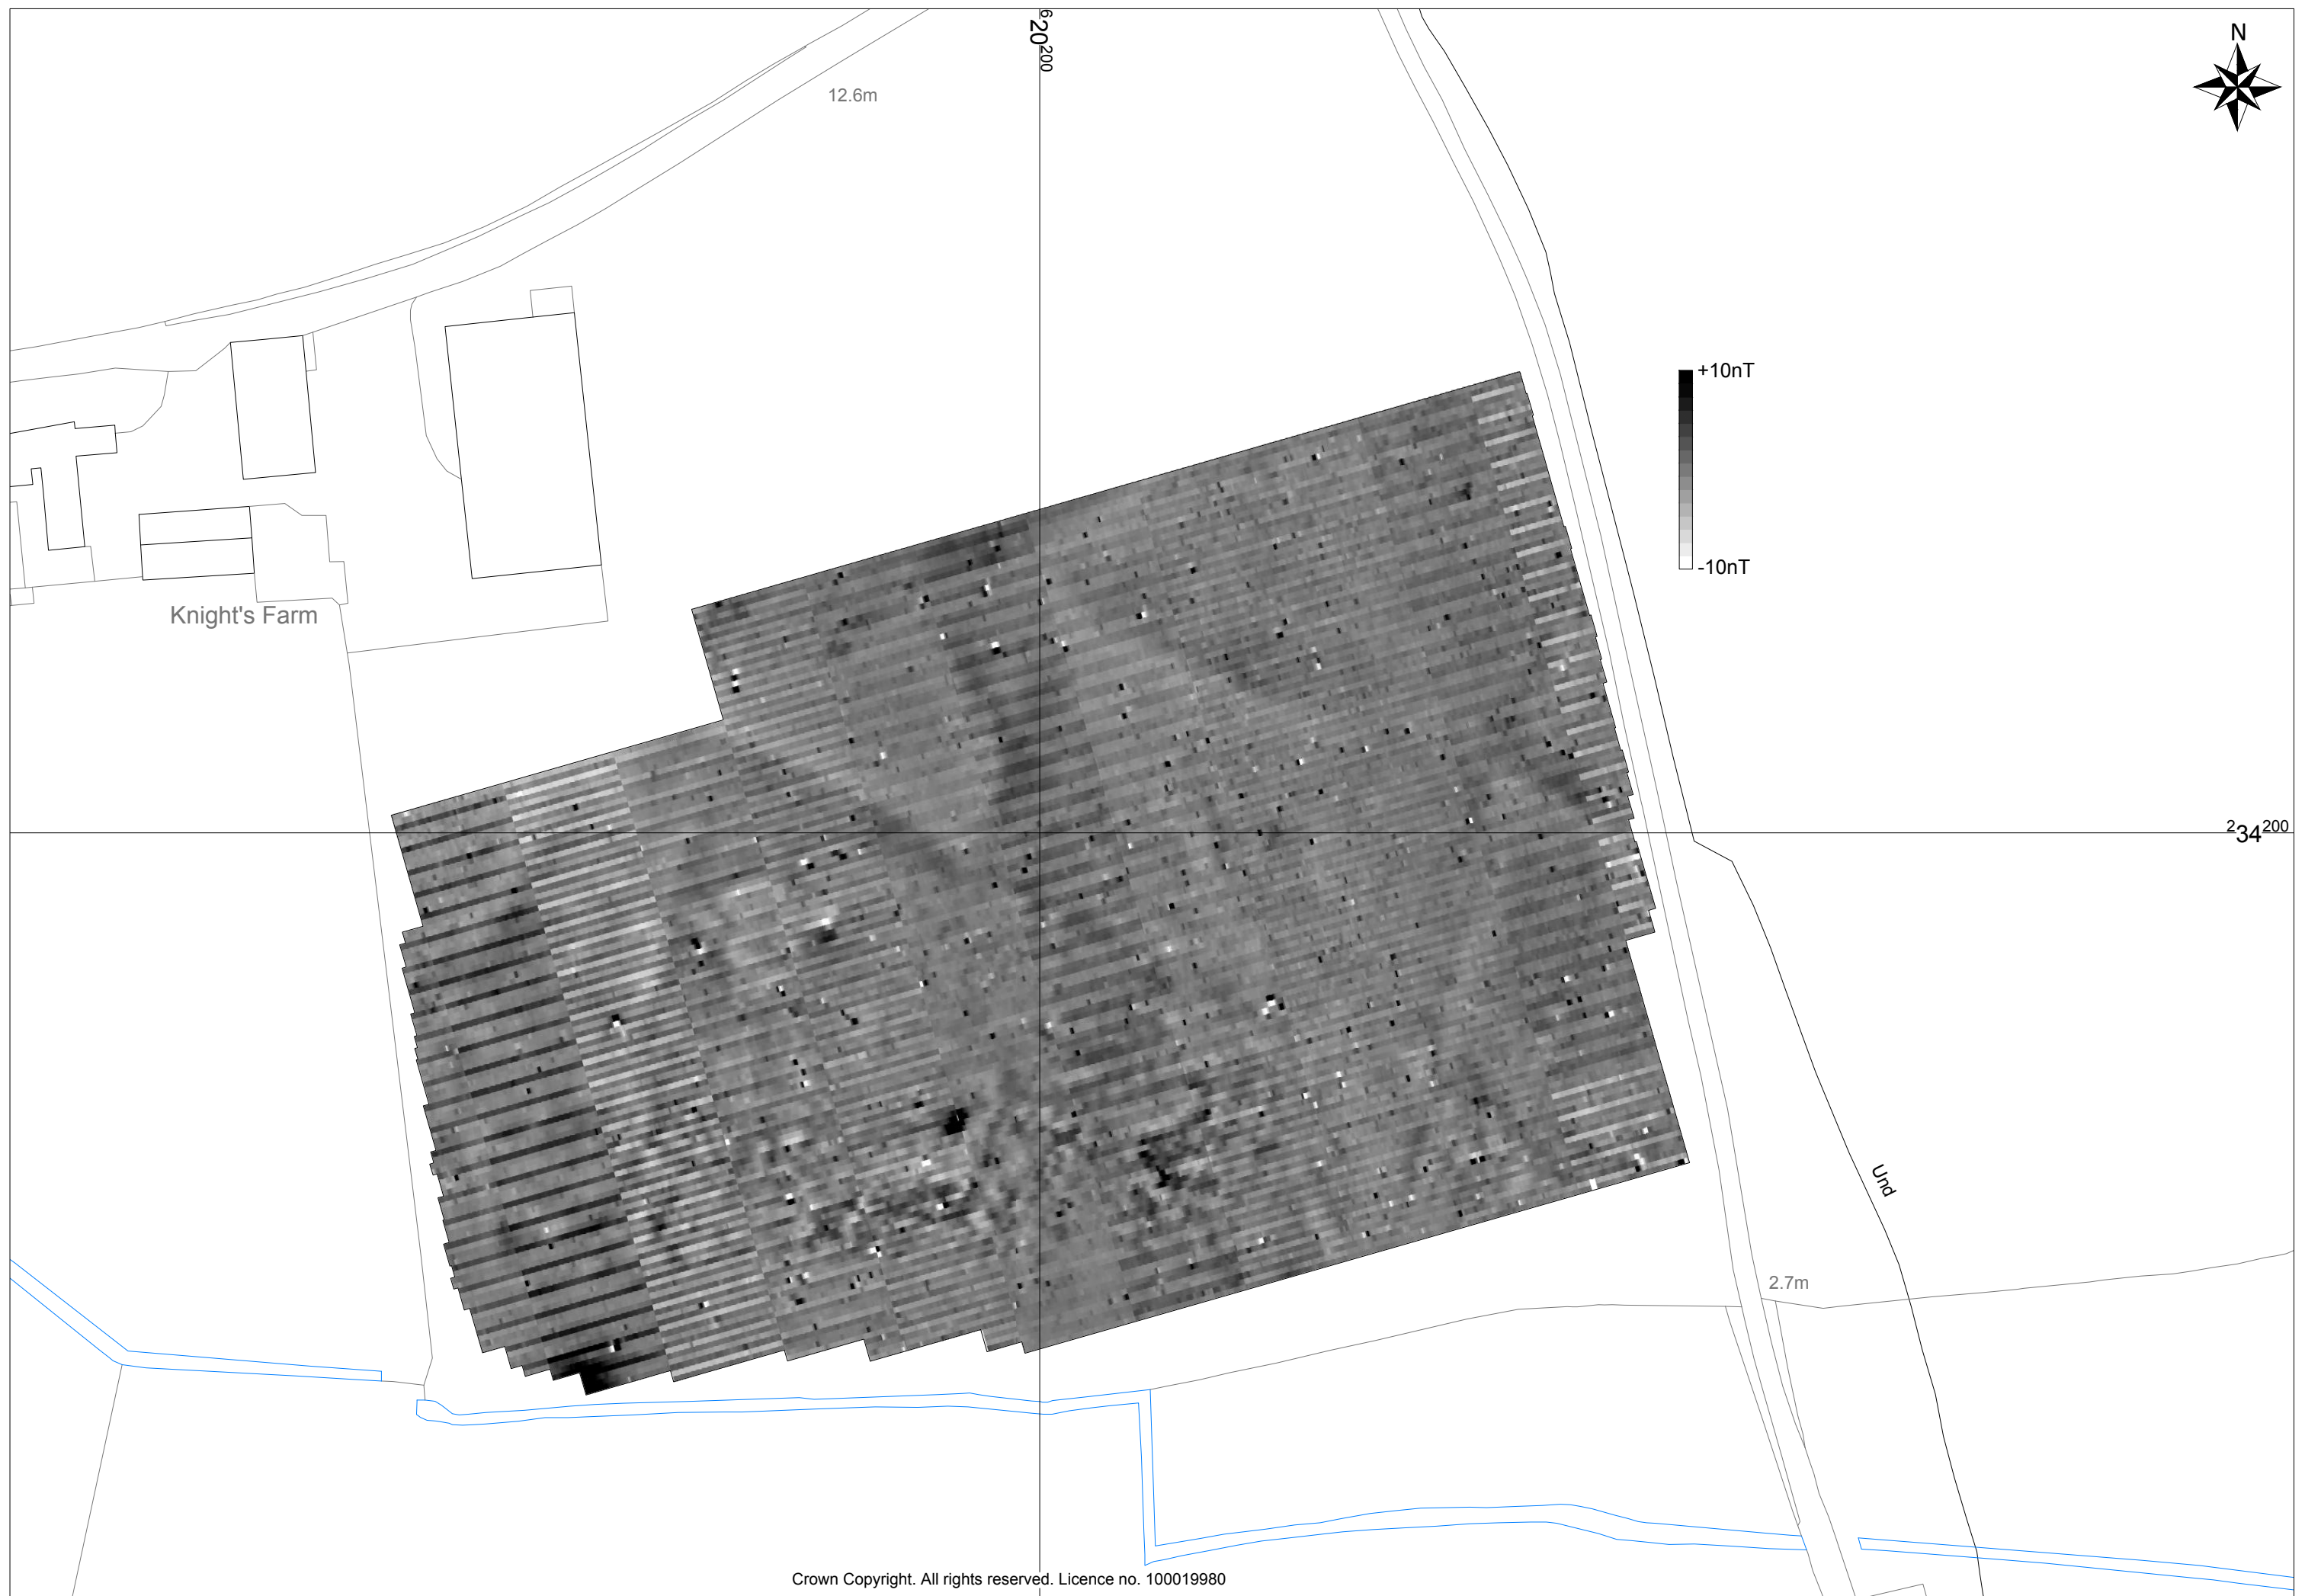 620200
N
12.6m
+10nT
-10nT
Knight's Farm
234200
Und
2.7m
Crown Copyright. All rights reserved. Licence no. 100019980